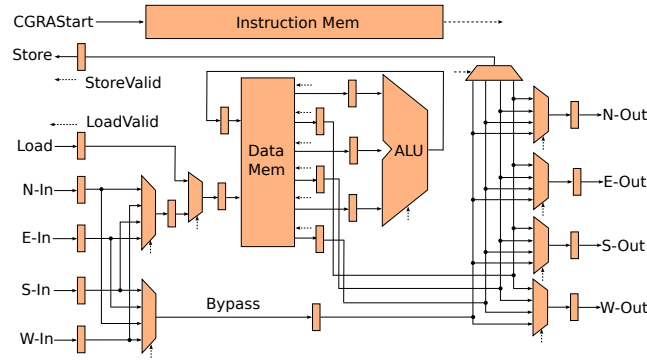 CGRAStart
Instruction Mem
Store
StoreValid
LoadValid
Load
N-In
E-In
S-In
W-In
Data
Mem
ALU
Bypass
N-Out
E-Out
S-Out
W-Out